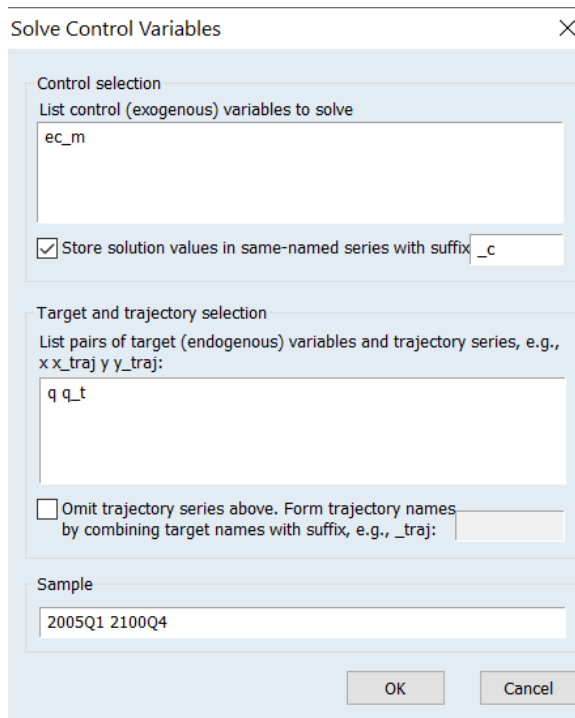 Solve Control Variables
Control selection
List control (exogenous) variables to solve
ec_m
Store solution values in same-named series with suffix _c
Target and trajectory selection
List pairs of target (endogenous) variables and trajectory series, e.g.,
x x_traj y y_traj:
q q_t
Omit trajectory series above. Form trajectory names
by combining target names with suffix, e.g., _traj:
Sample
2005Q1 2100Q4
OK Cancel